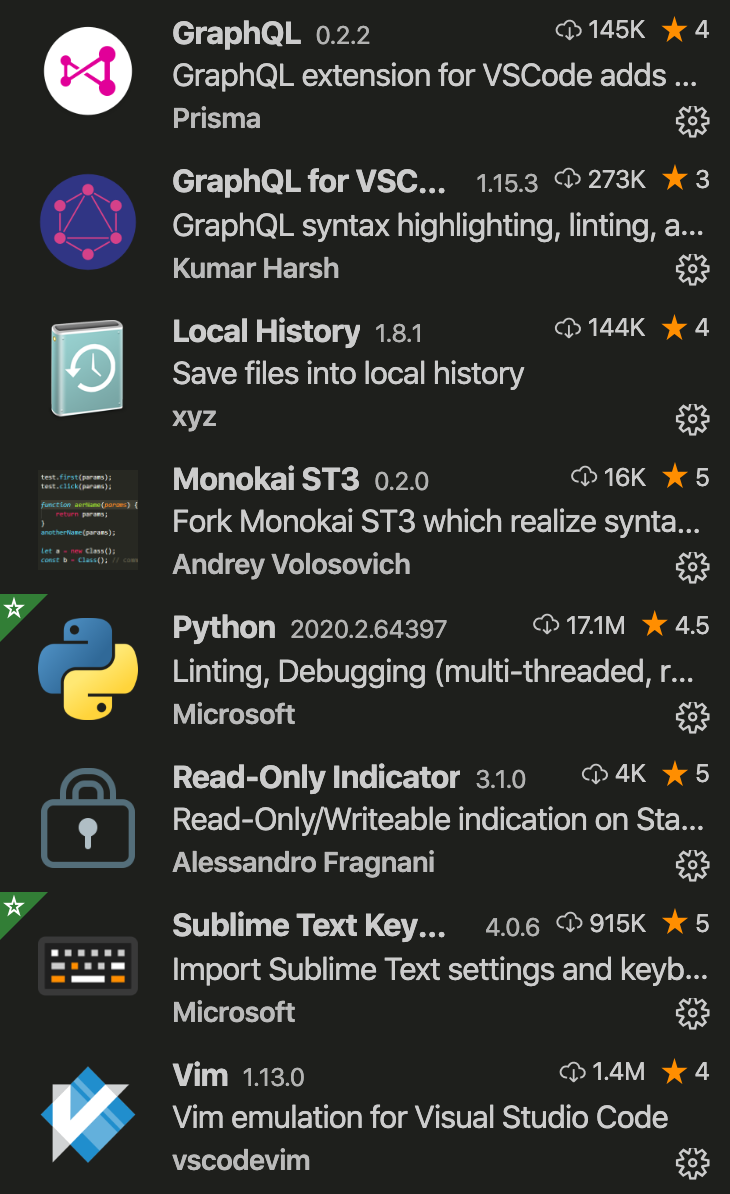 GraphQL 0.2.2 145K 4
GraphQL extension for VSCode adds ...
Prisma
GraphQL for VSC... 1.15.3 273K 3
GraphQL syntax highlighting, linting, a...
Kumar Harsh
Local History 1.8.1 144K 4
Save files into local history
xyz
Monokai ST3 0.2.0 16K 5
test.first(params);
test.click(params);
function aerName(params) {
return params;
}
anotherName(params);
let a = new Class();
const b = Class(); // comm
Fork Monokai ST3 which realize synta...
Andrey Volosovich
Python 2020.2.64397 17.1M 4.5
Linting, Debugging (multi-threaded, r...
Microsoft
Read-Only Indicator 3.1.0 4K 5
Read-Only/Writeable indication on Sta...
Alessandro Fragnani
Sublime Text Key... 4.0.6 915K 5
Import Sublime Text settings and keyb...
Microsoft
Vim 1.13.0 1.4M 4
Vim emulation for Visual Studio Code
vscodevim